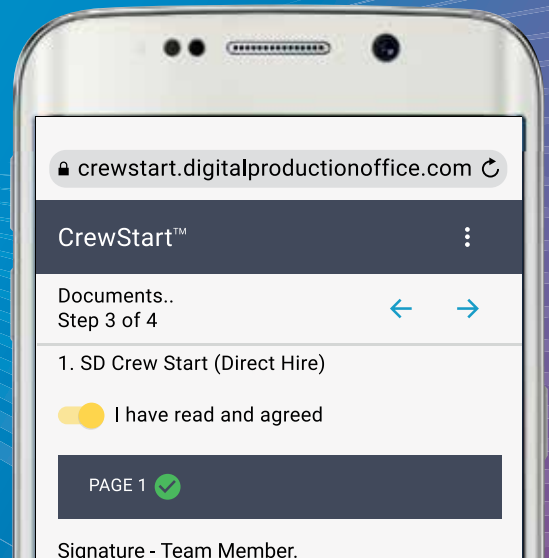 crewstart.digitalproductionoffice.com
CrewStart™
Documents..
Step 3 of 4
1. SD Crew Start (Direct Hire)
I have read and agreed
PAGE 1
Signature - Team Member.